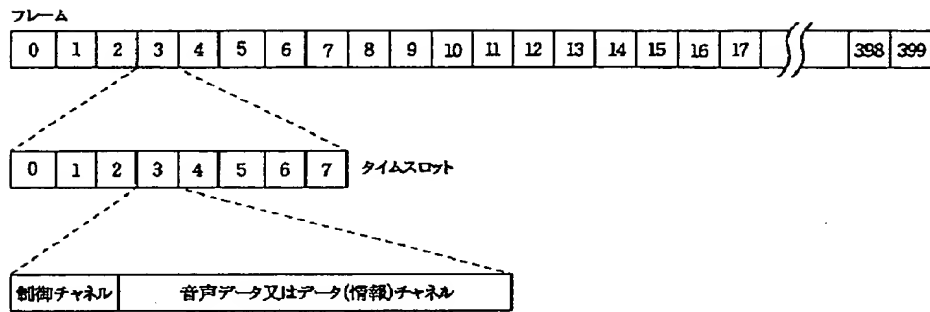 フレーム
0 1 2 3 4 5 6 7 8 9 10 11 12 13 14 15 16 17 398 399
0 1 2 3 4 5 6 7 タイムスロット
制御チャネル 音声データ又はデータ(情報)チャネル